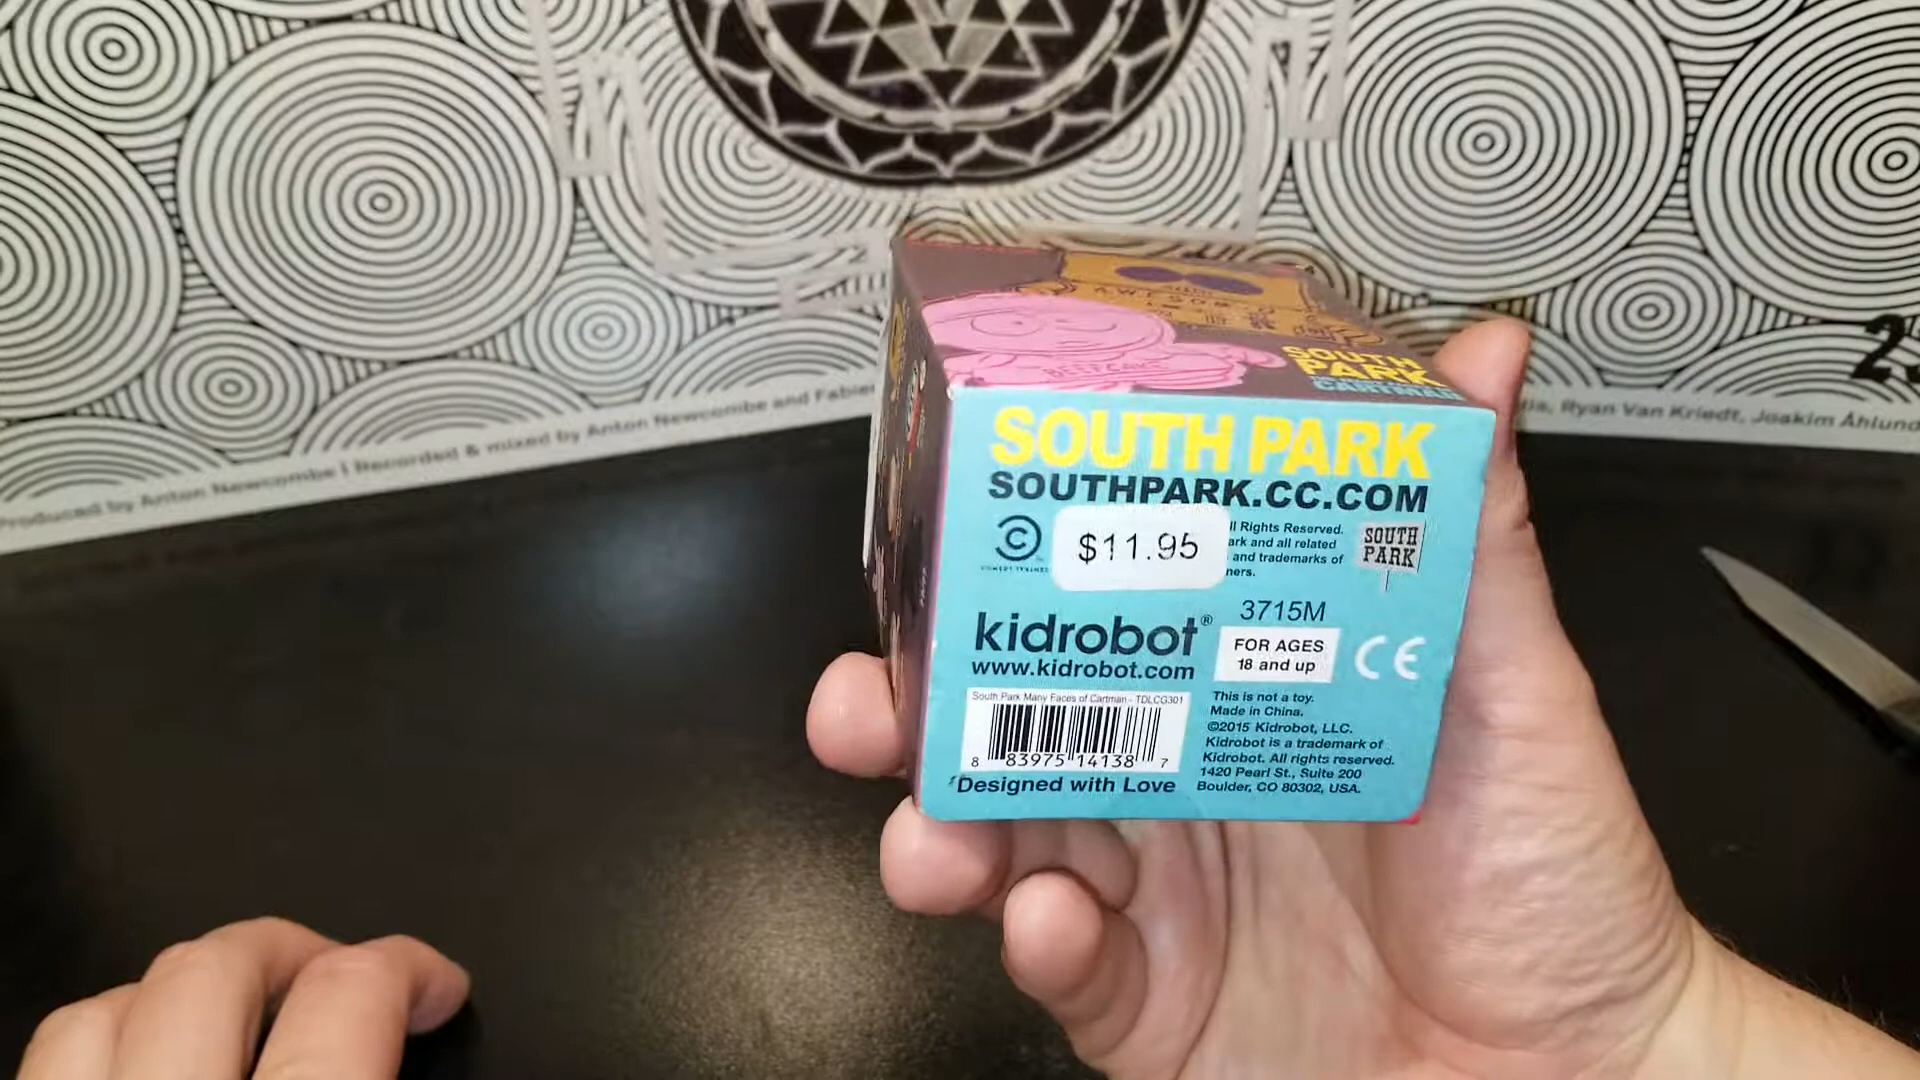 Produced by Anton Newcombe | Recorded & mixed by Anton Newcombe and Fabie
Ryan Van Kriedt, Joakim Åhlund
2
AWESOM
BEEFCAKE
SOUTH
PARK
CARTMAN
SOUTH PARK
SOUTHPARK.CC.COM
$11.95
ll Rights Reserved.
ark and all related
and trademarks of
ners.
SOUTH
PARK
kidrobot®
www.kidrobot.com
3715M
FOR AGES
18 and up
CE
South Park Many Faces of Cartman - TDLCG301
8 83975 14138 7
Designed with Love
This is not a toy.
Made in China.
©2015 Kidrobot, LLC.
Kidrobot is a trademark of
Kidrobot. All rights reserved.
1420 Pearl St., Suite 200
Boulder, CO 80302, USA.